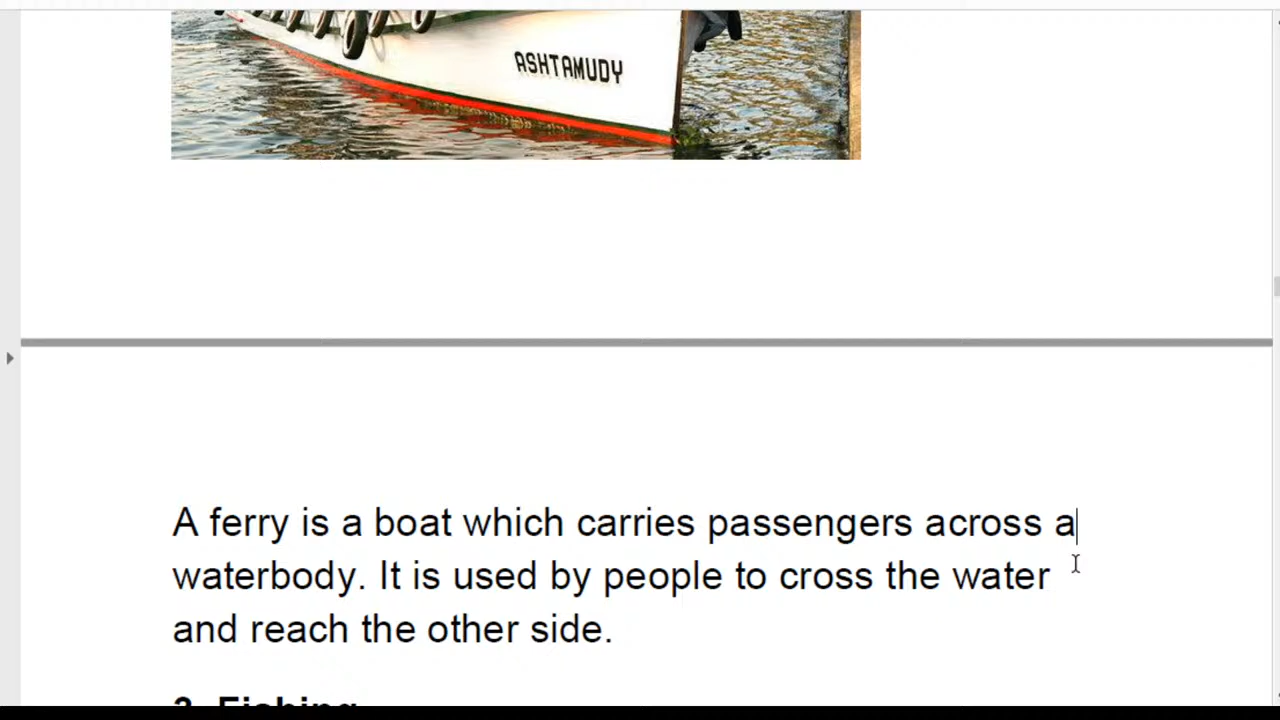 ASHTAMUDY
A ferry is a boat which carries passengers across a
waterbody. It is used by people to cross the water
and reach the other side.
Fishing